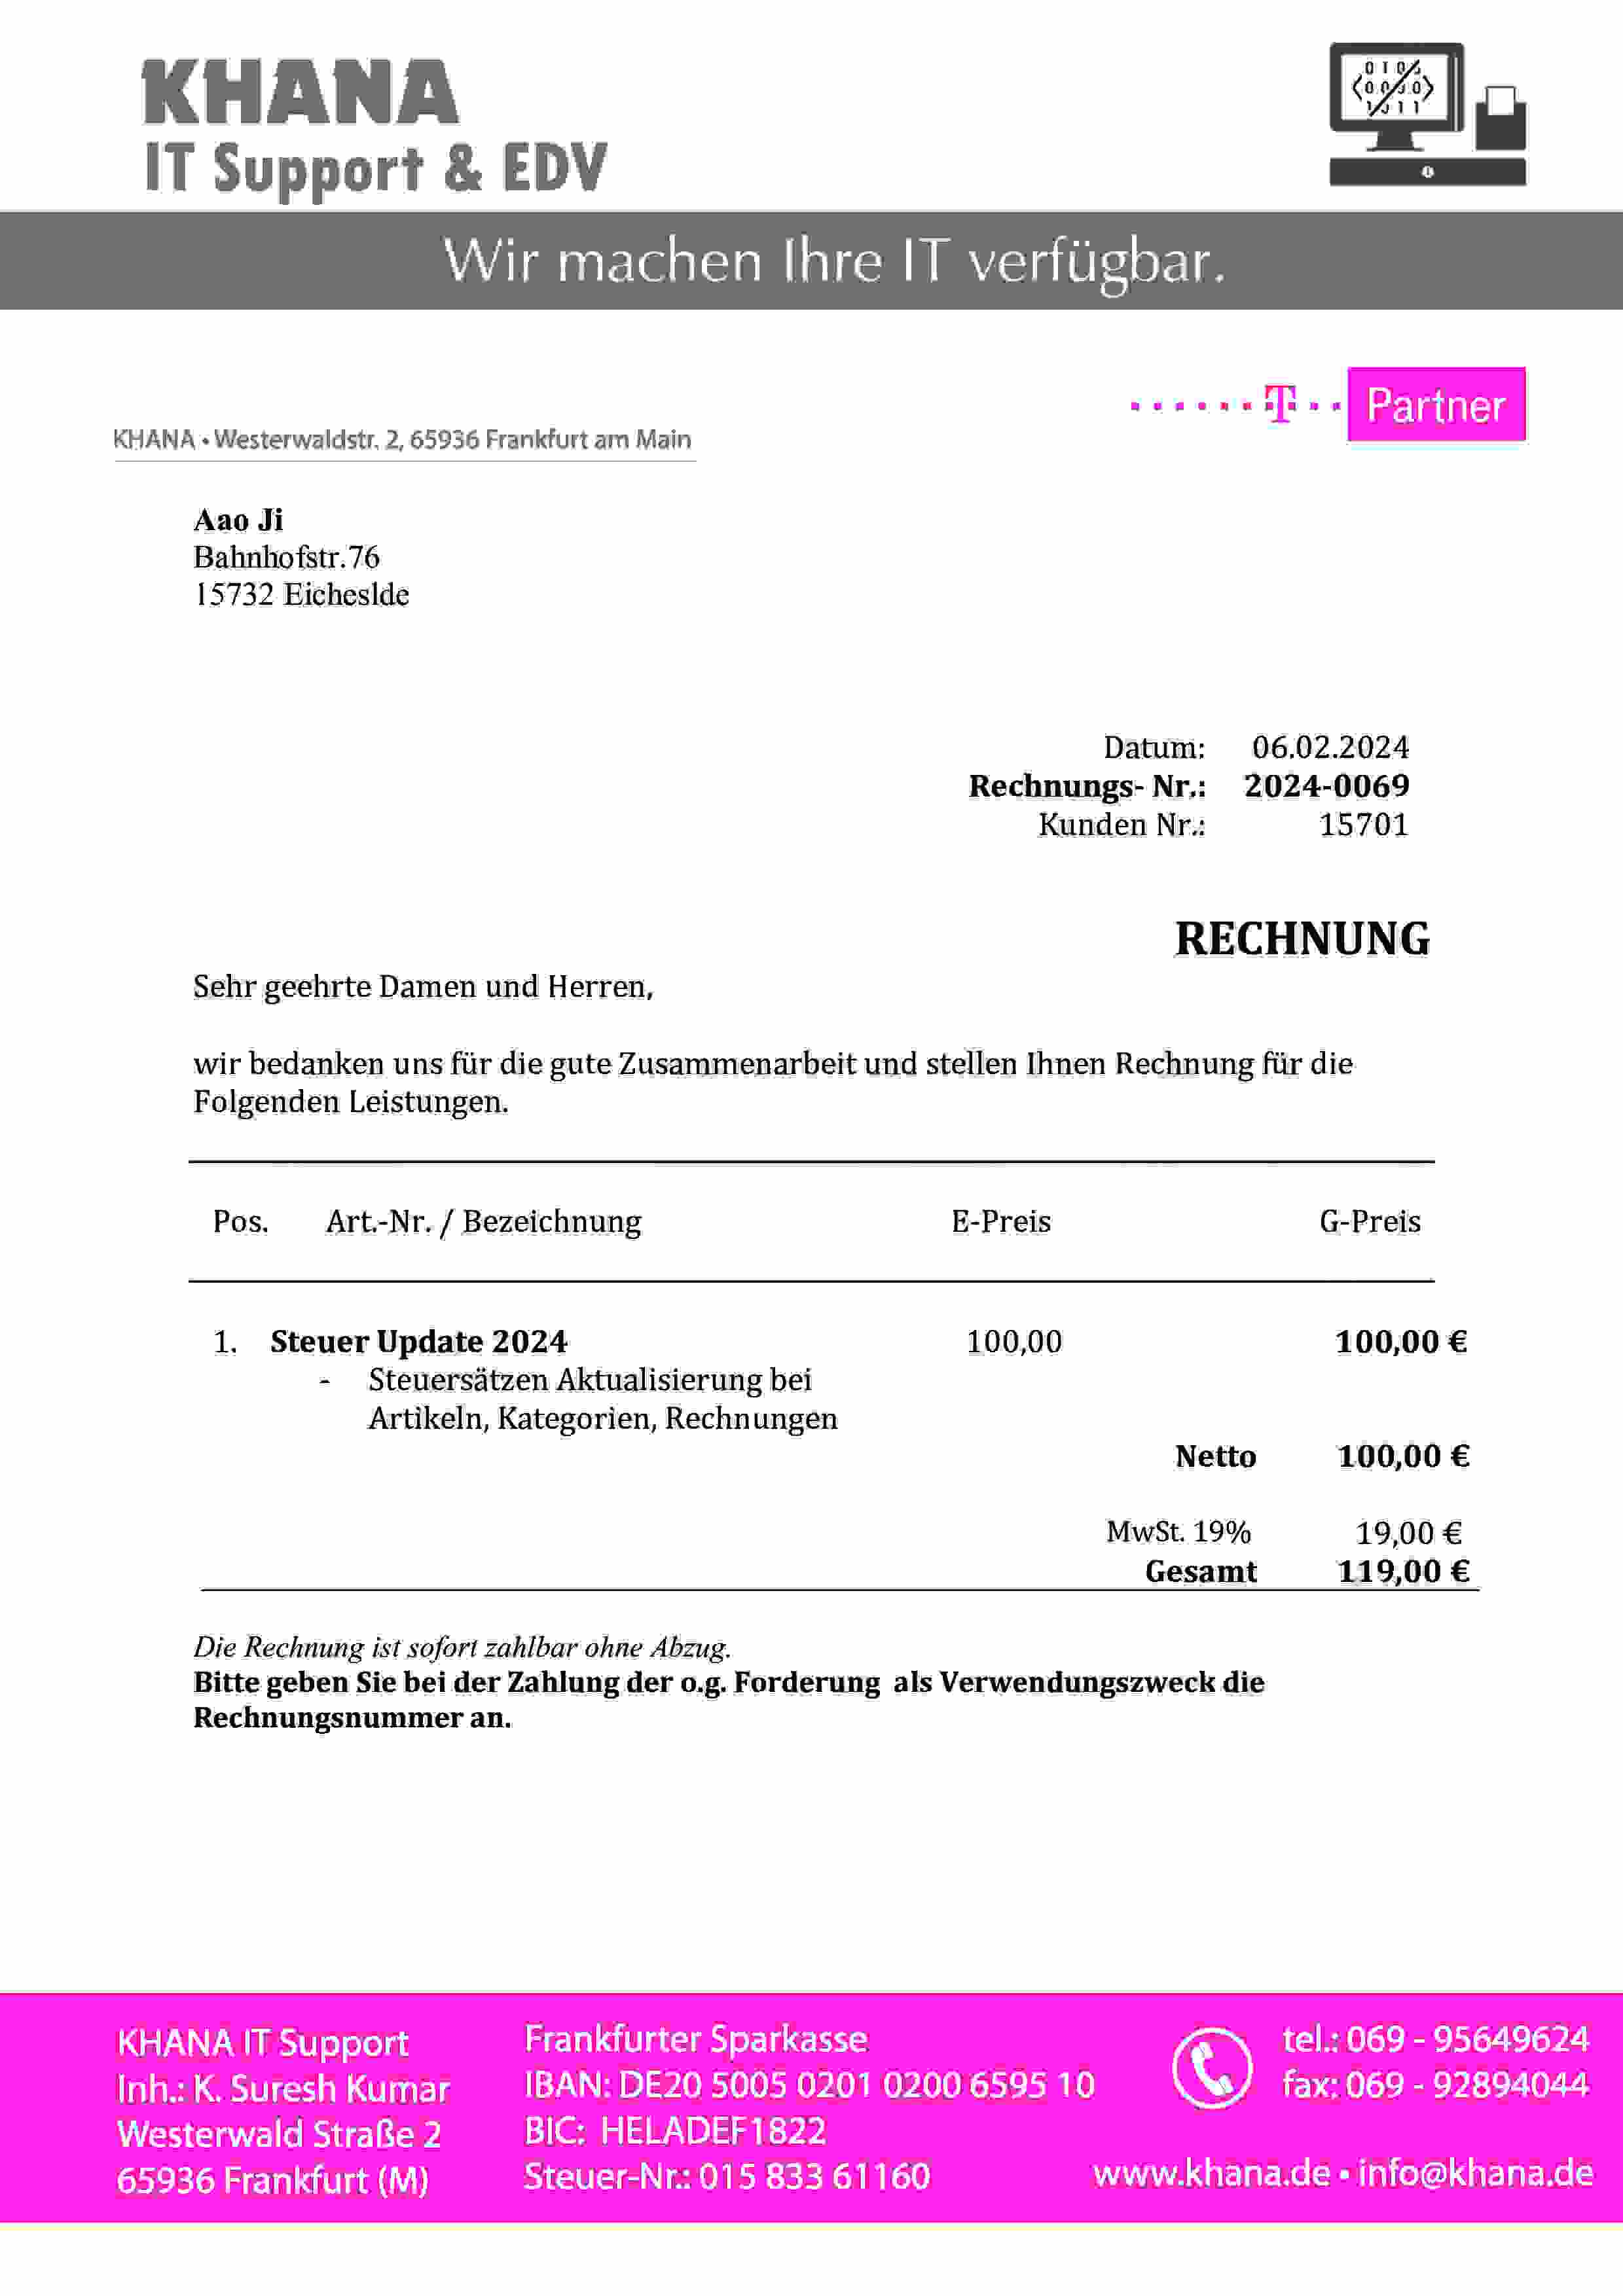 KHANA
IT Support & EDV
Wir machen Ihre IT verfügbar.
T Partner
KHANA • Westerwaldstr. 2, 65936 Frankfurt am Main
Aao Ji
Bahnhofstr.76
15732 Eicheslde
Datum: 06.02.2024
Rechnungs- Nr.: 2024-0069
Kunden Nr.: 15701
RECHNUNG
Sehr geehrte Damen und Herren,
wir bedanken uns für die gute Zusammenarbeit und stellen Ihnen Rechnung für die
Folgenden Leistungen.
Pos. Art.-Nr. / Bezeichnung E-Preis G-Preis
1. Steuer Update 2024 100,00 100,00 €
- Steuersätzen Aktualisierung bei
Artikeln, Kategorien, Rechnungen
Netto 100,00 €
MwSt. 19% 19,00 €
Gesamt 119,00 €
Die Rechnung ist sofort zahlbar ohne Abzug.
Bitte geben Sie bei der Zahlung der o.g. Forderung als Verwendungszweck die
Rechnungsnummer an.
KHANA IT Support
Inh.: K. Suresh Kumar
Westerwald Straße 2
65936 Frankfurt (M)
Frankfurter Sparkasse
IBAN: DE20 5005 0201 0200 6595 10
BIC: HELADEF1822
Steuer-Nr.: 015 833 61160
tel.: 069 - 95649624
fax: 069 - 92894044
www.khana.de • info@khana.de